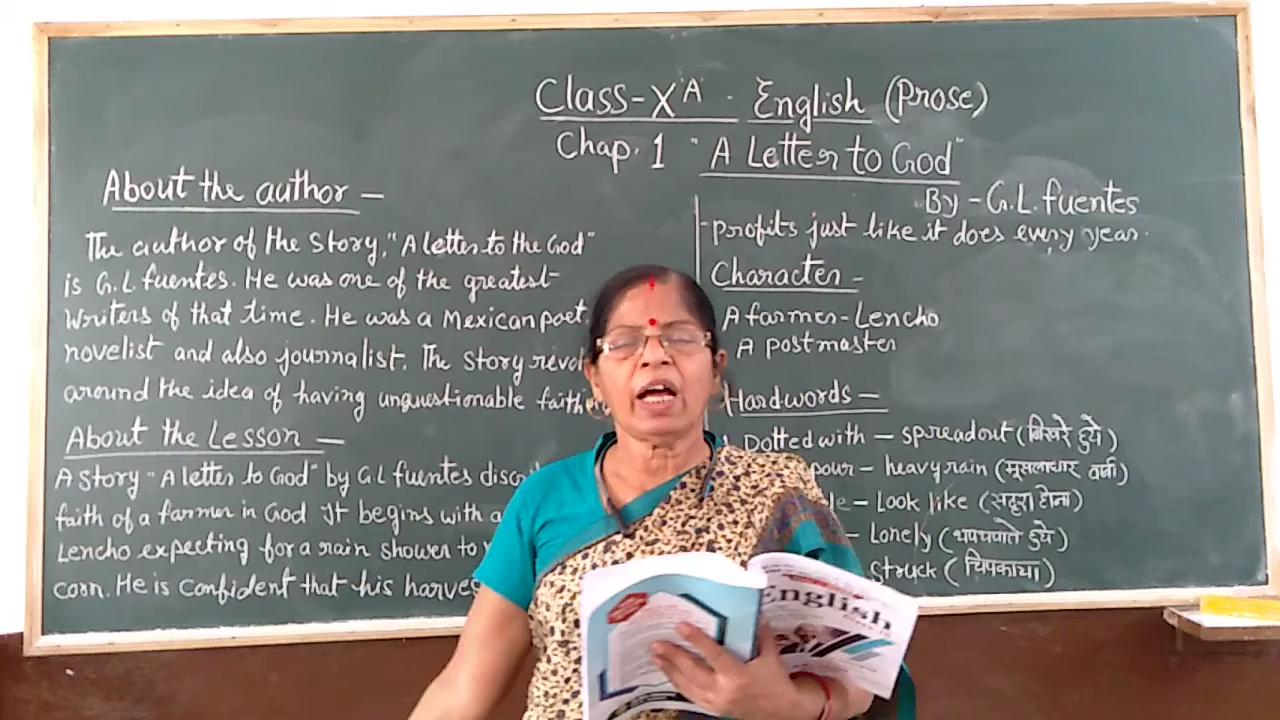 Class-X 'A' . English (Prose)
Chap. 1 "A Letter to God"
By - G.L. fuentes
About the author —
The author of the Story, "A letter to the God"
is G.L. fuentes. He was one of the greatest
writers of that time. He was a Mexican poet,
novelist and also journalist. The story revol
around the idea of having unquestionable faith
About the Lesson —
A Story "A letter to God" by G L fuentes disc
faith of a farmer in God It begins with a
Lencho expecting for a rain shower to
corn. He is confident that his harves
profits just like it does every year.
Character —
A farmer - Lencho
A postmaster
Hardwords —
Dotted with — spreadout (बिखरे हुये)
pour — heavy rain (मूसलाधार वर्षा)
le — Look like (सदृश होना)
— Lonely (थपथपाते हुये)
Struck (चिपकाया)
English